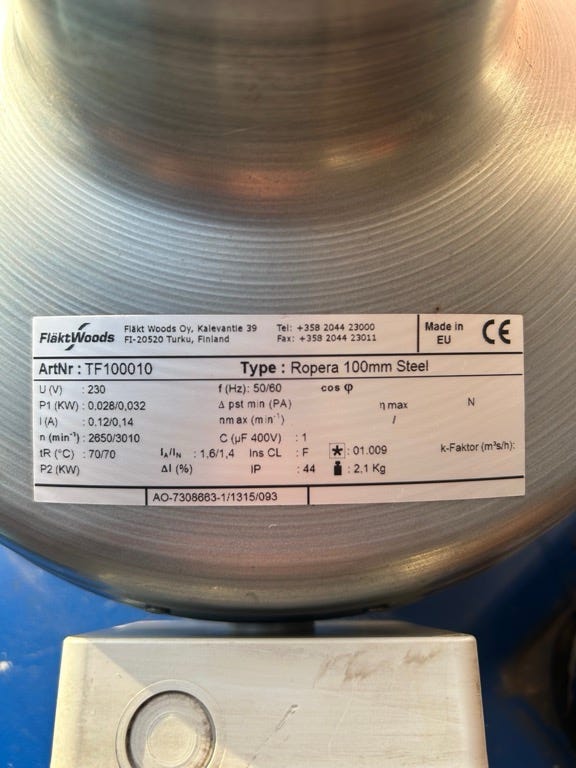 FläktWoods
Fläkt Woods Oy, Kalevantie 39 Tel: +358 2044 23000
FI-20520 Turku, Finland Fax: +358 2044 23011
Made in
EU
CE
ArtNr : TF100010 Type : Ropera 100mm Steel
U (V) : 230 f (Hz): 50/60 cos φ
P1 (KW) : 0,028/0,032 Δ pst min (PA) η max N
I (A) : 0.12/0,14 nmax (min⁻¹) /
n (min⁻¹) : 2650/3010 C (µF 400V) : 1
tR (°C) : 70/70 I_A/I_N : 1,6/1,4 Ins CL : F : 01.009 k-Faktor (m³s/h):
P2 (KW) ΔI (%) IP : 44 : 2,1 Kg
AO-7308663-1/1315/093